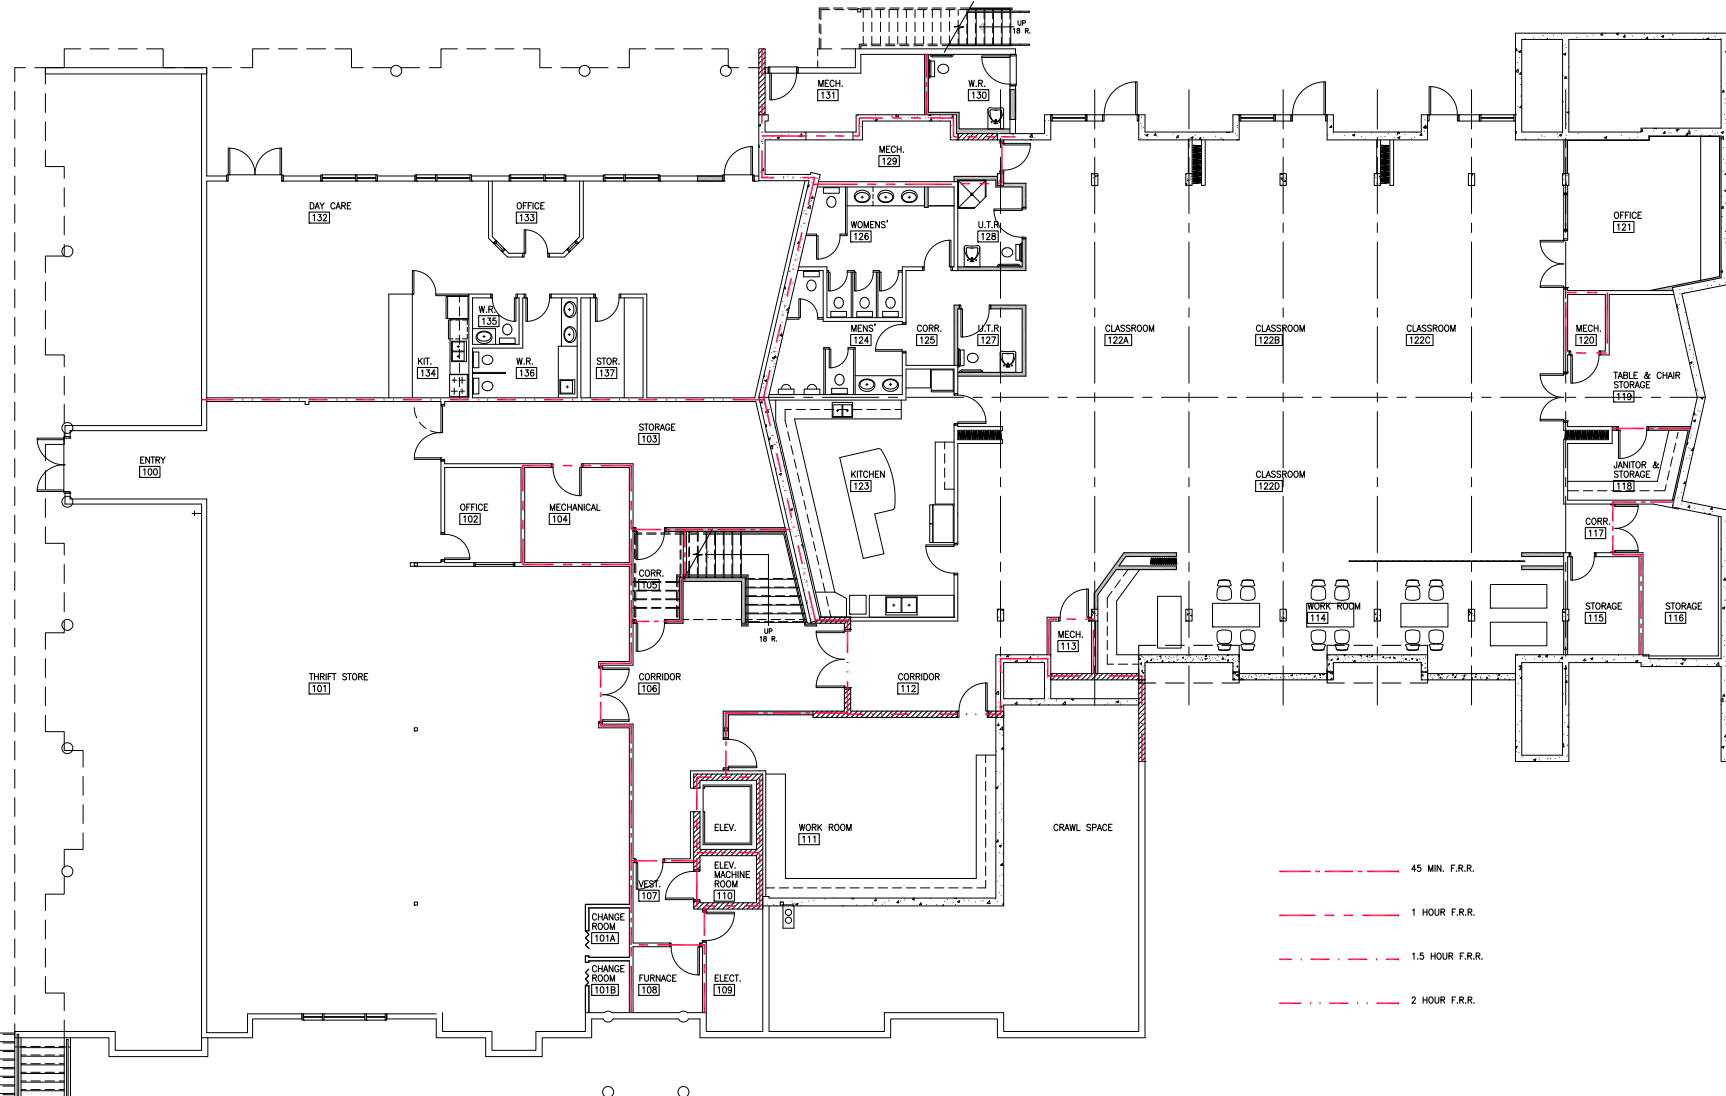 UP
18 R.
MECH.
131
W.R.
130
MECH.
129
DAY CARE
132
OFFICE
133
WOMENS'
126
U.T.R.
128
OFFICE
121
W.R.
135
KIT.
134
W.R.
136
STOR.
137
MENS'
124
CORR.
125
U.T.R.
127
CLASSROOM
122A
CLASSROOM
122B
CLASSROOM
122C
MECH.
120
TABLE & CHAIR
STORAGE
119
STORAGE
103
ENTRY
100
OFFICE
102
MECHANICAL
104
KITCHEN
123
CLASSROOM
122D
JANITOR &
STORAGE
118
CORR.
117
CORR.
105
UP
18 R.
MECH.
113
WORK ROOM
114
STORAGE
115
STORAGE
116
THRIFT STORE
101
CORRIDOR
106
CORRIDOR
112
ELEV.
WORK ROOM
111
CRAWL SPACE
VEST.
107
ELEV.
MACHINE
ROOM
110
CHANGE
ROOM
101A
CHANGE
ROOM
101B
FURNACE
108
ELECT.
109
45 MIN. F.R.R.
1 HOUR F.R.R.
1.5 HOUR F.R.R.
2 HOUR F.R.R.